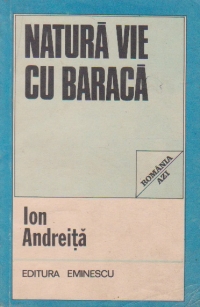 NATURĂ VIE
CU BARACĂ
ROMÂNIA
AZI
Ion
Andreiță
EDITURA EMINESCU